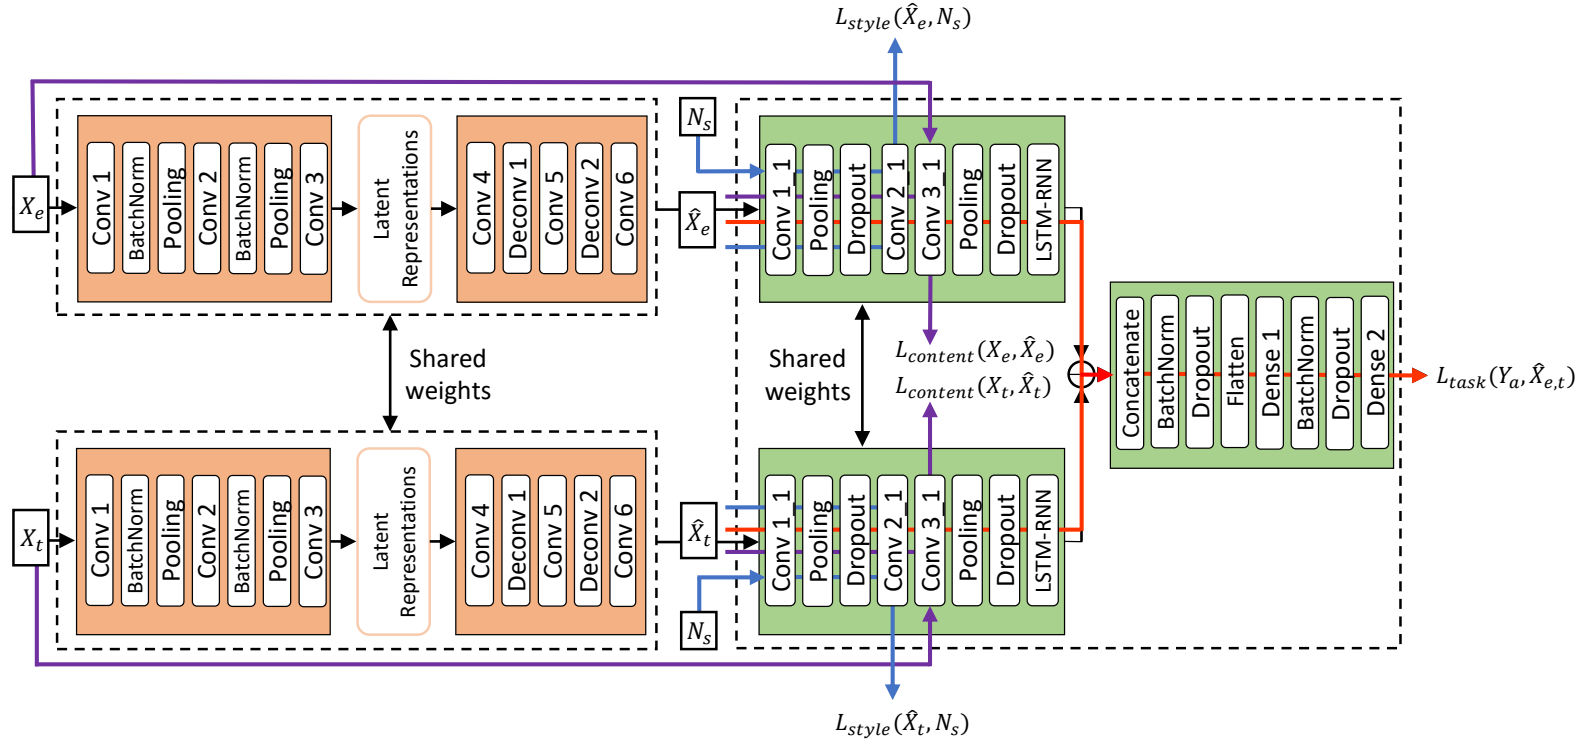 L_style(X̂_e, N_s)
X_e
Conv 1
BatchNorm
Pooling
Conv 2
BatchNorm
Pooling
Conv 3
Latent
Representations
Conv 4
Deconv 1
Conv 5
Deconv 2
Conv 6
N_s
X̂_e
Conv 1_1
Pooling
Dropout
Conv 2_1
Conv 3_1
Pooling
Dropout
LSTM-RNN
Shared
weights
Shared
weights
L_content(X_e, X̂_e)
L_content(X_t, X̂_t)
Concatenate
BatchNorm
Dropout
Flatten
Dense 1
BatchNorm
Dropout
Dense 2
L_task(Y_a, X̂_e,t)
X_t
Conv 1
BatchNorm
Pooling
Conv 2
BatchNorm
Pooling
Conv 3
Latent
Representations
Conv 4
Deconv 1
Conv 5
Deconv 2
Conv 6
X̂_t
N_s
Conv 1_1
Pooling
Dropout
Conv 2_1
Conv 3_1
Pooling
Dropout
LSTM-RNN
L_style(X̂_t, N_s)